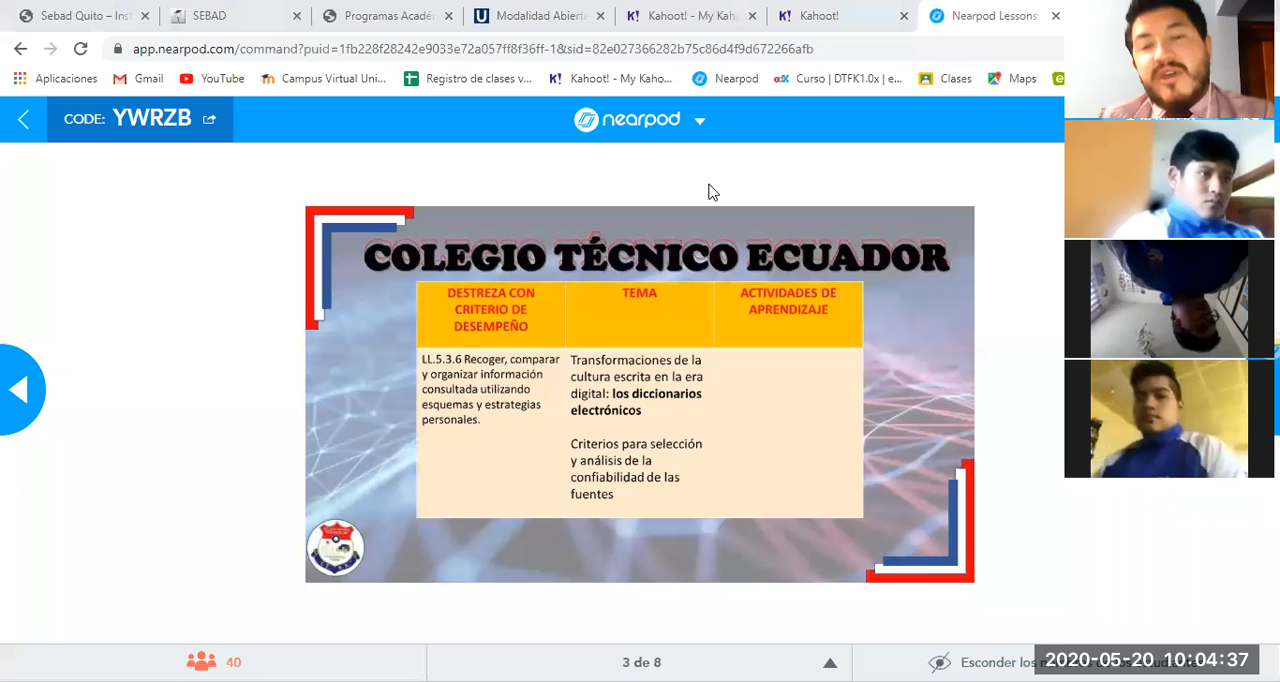 Sebad Quito – Ins
SEBAD
Programas Acadé
Modalidad Abierta
Kahoot! - My Kah
Kahoot!
Nearpod Lessons
app.nearpod.com/command?puid=1fb228f28242e9033e72a057ff8f36ff-1&sid=82e027366282b75c86d4f9d672266afb
Aplicaciones
Gmail
YouTube
Campus Virtual Uni...
Registro de clases v...
Kahoot! - My Kaho...
Nearpod
Curso | DTFK1.0x | e...
Clases
Maps
CODE: YWRZB
nearpod
COLEGIO TÉCNICO ECUADOR
DESTREZA CON
CRITERIO DE
DESEMPEÑO
LL.5.3.6 Recoger, comparar
y organizar información
consultada utilizando
esquemas y estrategias
personales.
TEMA
Transformaciones de la
cultura escrita en la era
digital: los diccionarios
electrónicos
Criterios para selección
y análisis de la
confiabilidad de las
fuentes
ACTIVIDADES DE
APRENDIZAJE
40
3 de 8
Esconder los
2020-05-20 10:04:37